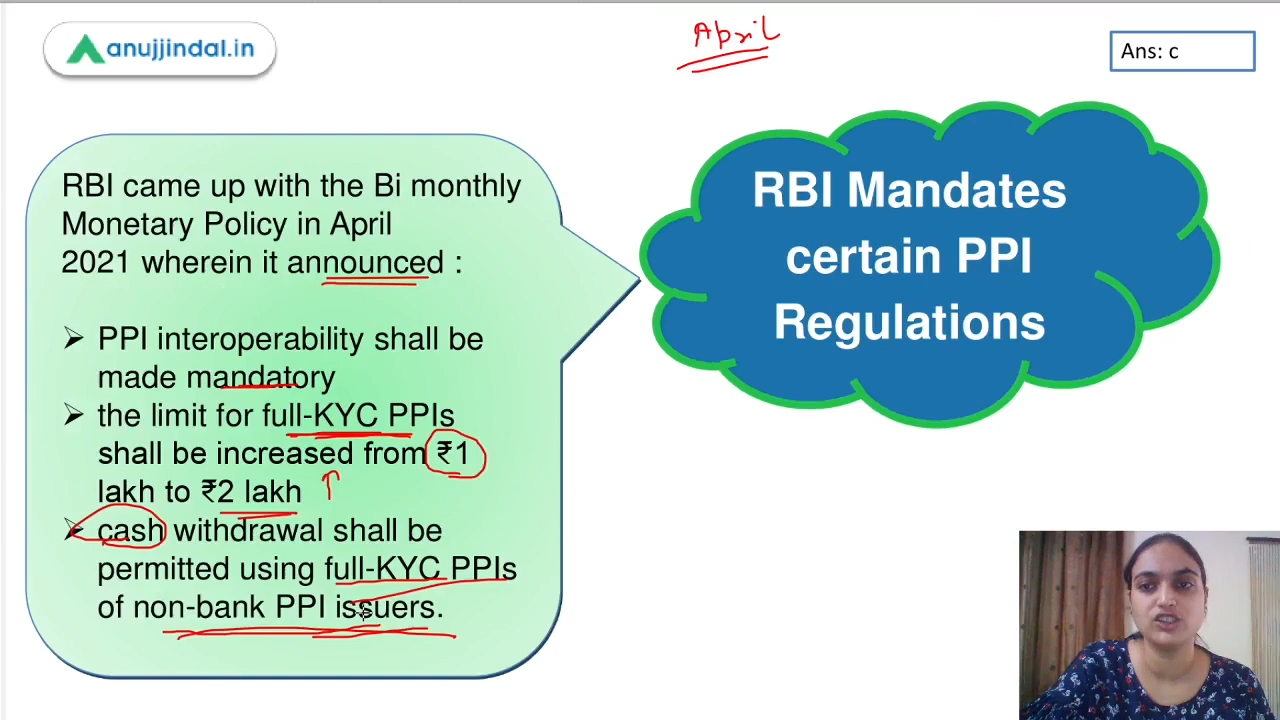 anujjindal.in
April
Ans: c
RBI came up with the Bi monthly
Monetary Policy in April
2021 wherein it announced :
➢ PPI interoperability shall be
made mandatory
➢ the limit for full-KYC PPIs
shall be increased from ₹1
lakh to ₹2 lakh
➢ cash withdrawal shall be
permitted using full-KYC PPIs
of non-bank PPI issuers.
RBI Mandates
certain PPI
Regulations